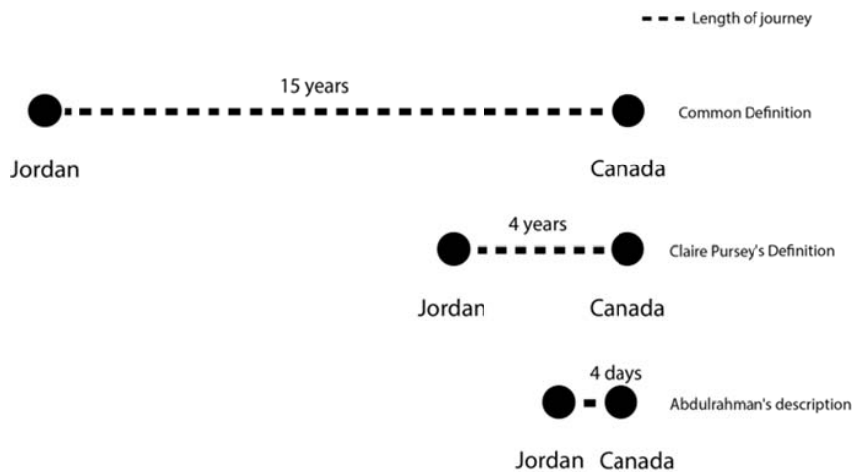 Length of journey
15 years
Common Definition
Jordan Canada
4 years
Claire Pursey's Definition
Jordan Canada
4 days
Abdulrahman's description
Jordan Canada